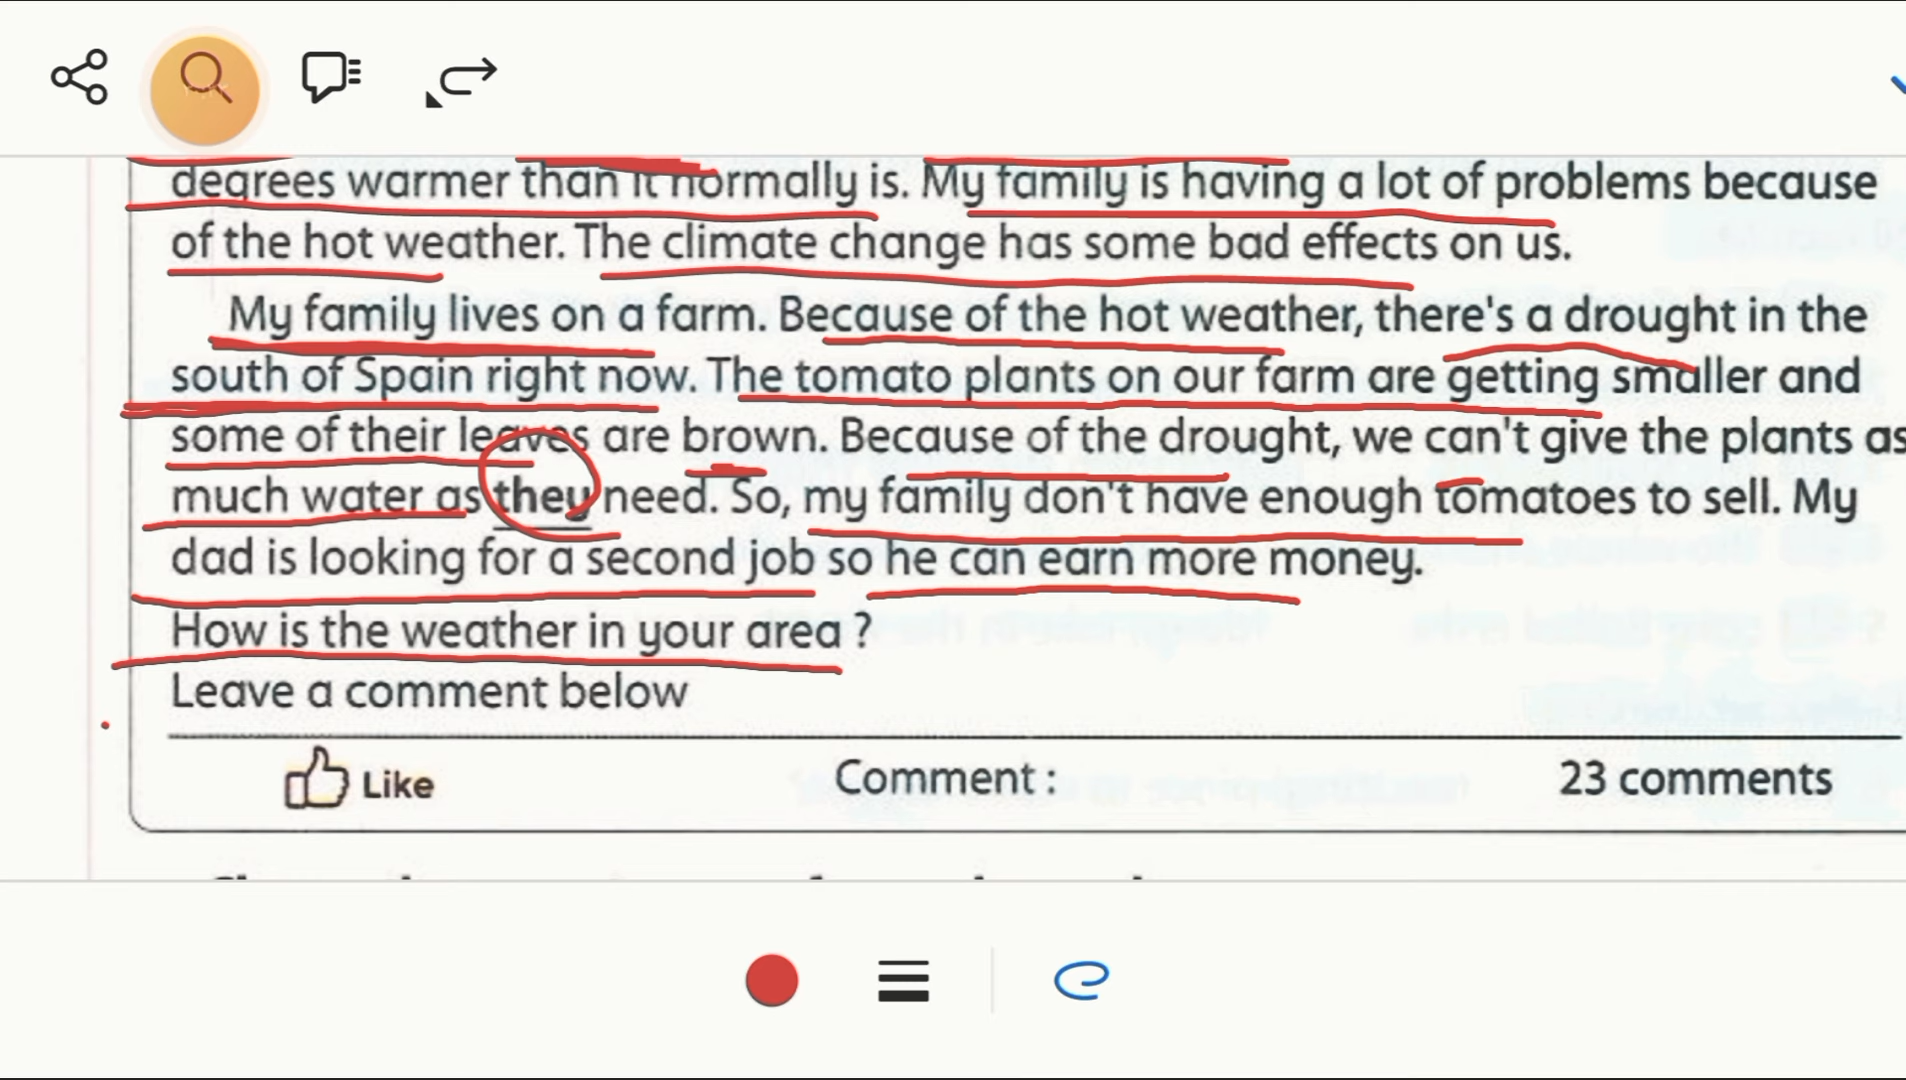 degrees warmer than it normally is. My family is having a lot of problems because
of the hot weather. The climate change has some bad effects on us.
My family lives on a farm. Because of the hot weather, there's a drought in the
south of Spain right now. The tomato plants on our farm are getting smaller and
some of their leaves are brown. Because of the drought, we can't give the plants as
much water as they need. So, my family don't have enough tomatoes to sell. My
dad is looking for a second job so he can earn more money.
How is the weather in your area?
Leave a comment below
Like Comment : 23 comments